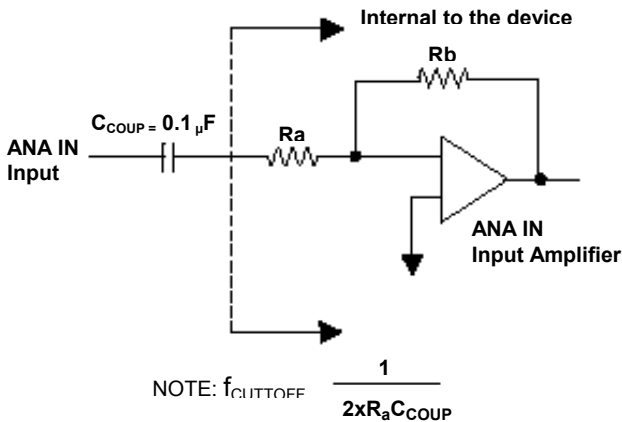 Internal to the device
Rb
CCOUP = 0.1 µF
Ra
ANA IN
Input
ANA IN
Input Amplifier
NOTE: fCUTTOFF
1
2xRaCCOUP